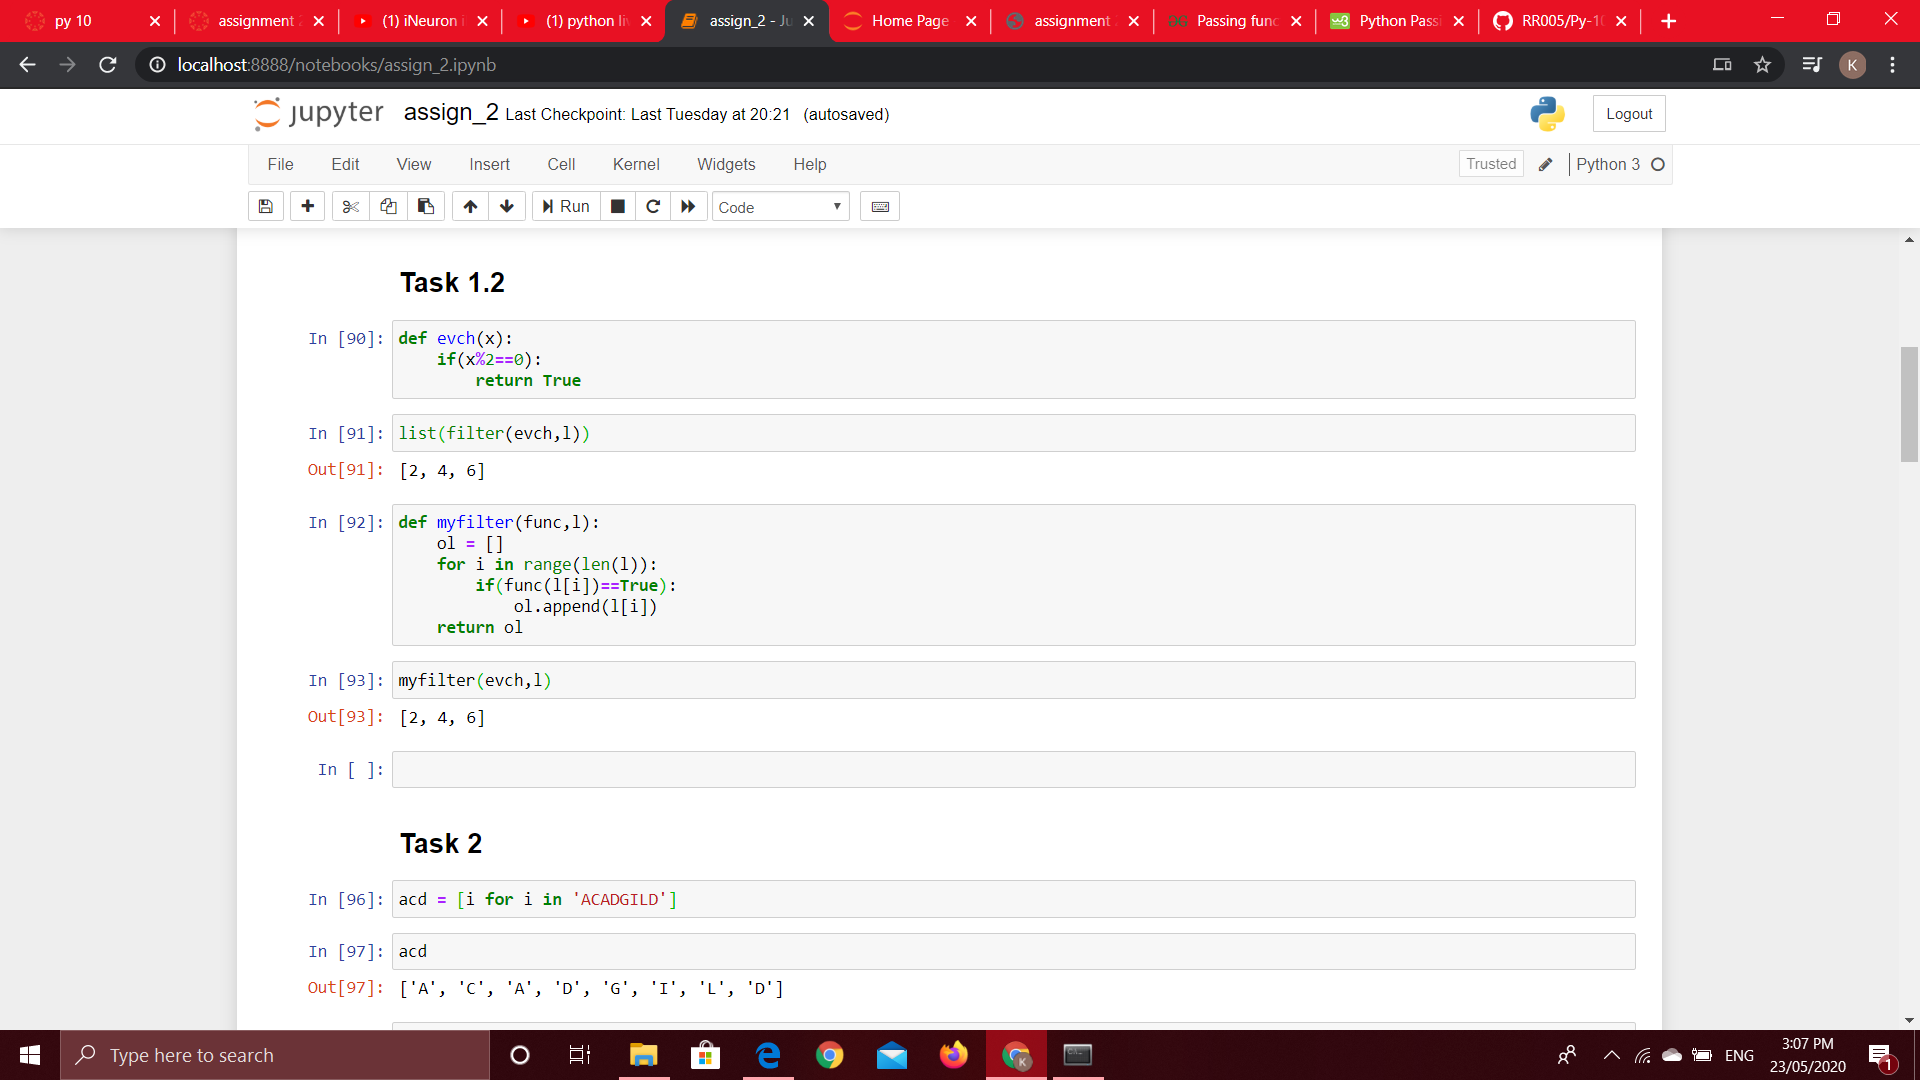 py 10
assignment
(1) iNeuron
(1) python li
assign_2 - Ju
Home Page
assignment
Passing func
Python Pass
RR005/Py-10
localhost:8888/notebooks/assign_2.ipynb
K
jupyter assign_2 Last Checkpoint: Last Tuesday at 20:21 (autosaved)
Logout
File Edit View Insert Cell Kernel Widgets Help
Trusted Python 3
Run Code
Task 1.2
In [90]: def evch(x):
if(x%2==0):
return True
In [91]: list(filter(evch,l))
Out[91]: [2, 4, 6]
In [92]: def myfilter(func,l):
ol = []
for i in range(len(l)):
if(func(l[i])==True):
ol.append(l[i])
return ol
In [93]: myfilter(evch,l)
Out[93]: [2, 4, 6]
In [ ]:
Task 2
In [96]: acd = [i for i in 'ACADGILD']
In [97]: acd
Out[97]: ['A', 'C', 'A', 'D', 'G', 'I', 'L', 'D']
Type here to search
K
ENG
3:07 PM
23/05/2020
1